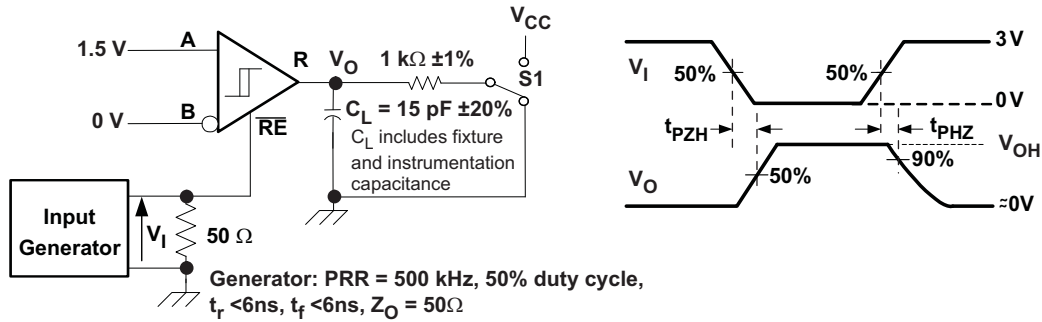 V_CC
1.5 V
A
R
V_O
1 kΩ ±1%
S1
0 V
B
RE
C_L = 15 pF ±20%
C_L includes fixture
and instrumentation
capacitance
Input
Generator
V_I
50 Ω
Generator: PRR = 500 kHz, 50% duty cycle,
t_r <6ns, t_f <6ns, Z_O = 50Ω
V_I
50%
50%
3 V
0 V
t_PZH
t_PHZ
V_OH
90%
V_O
50%
≈0V